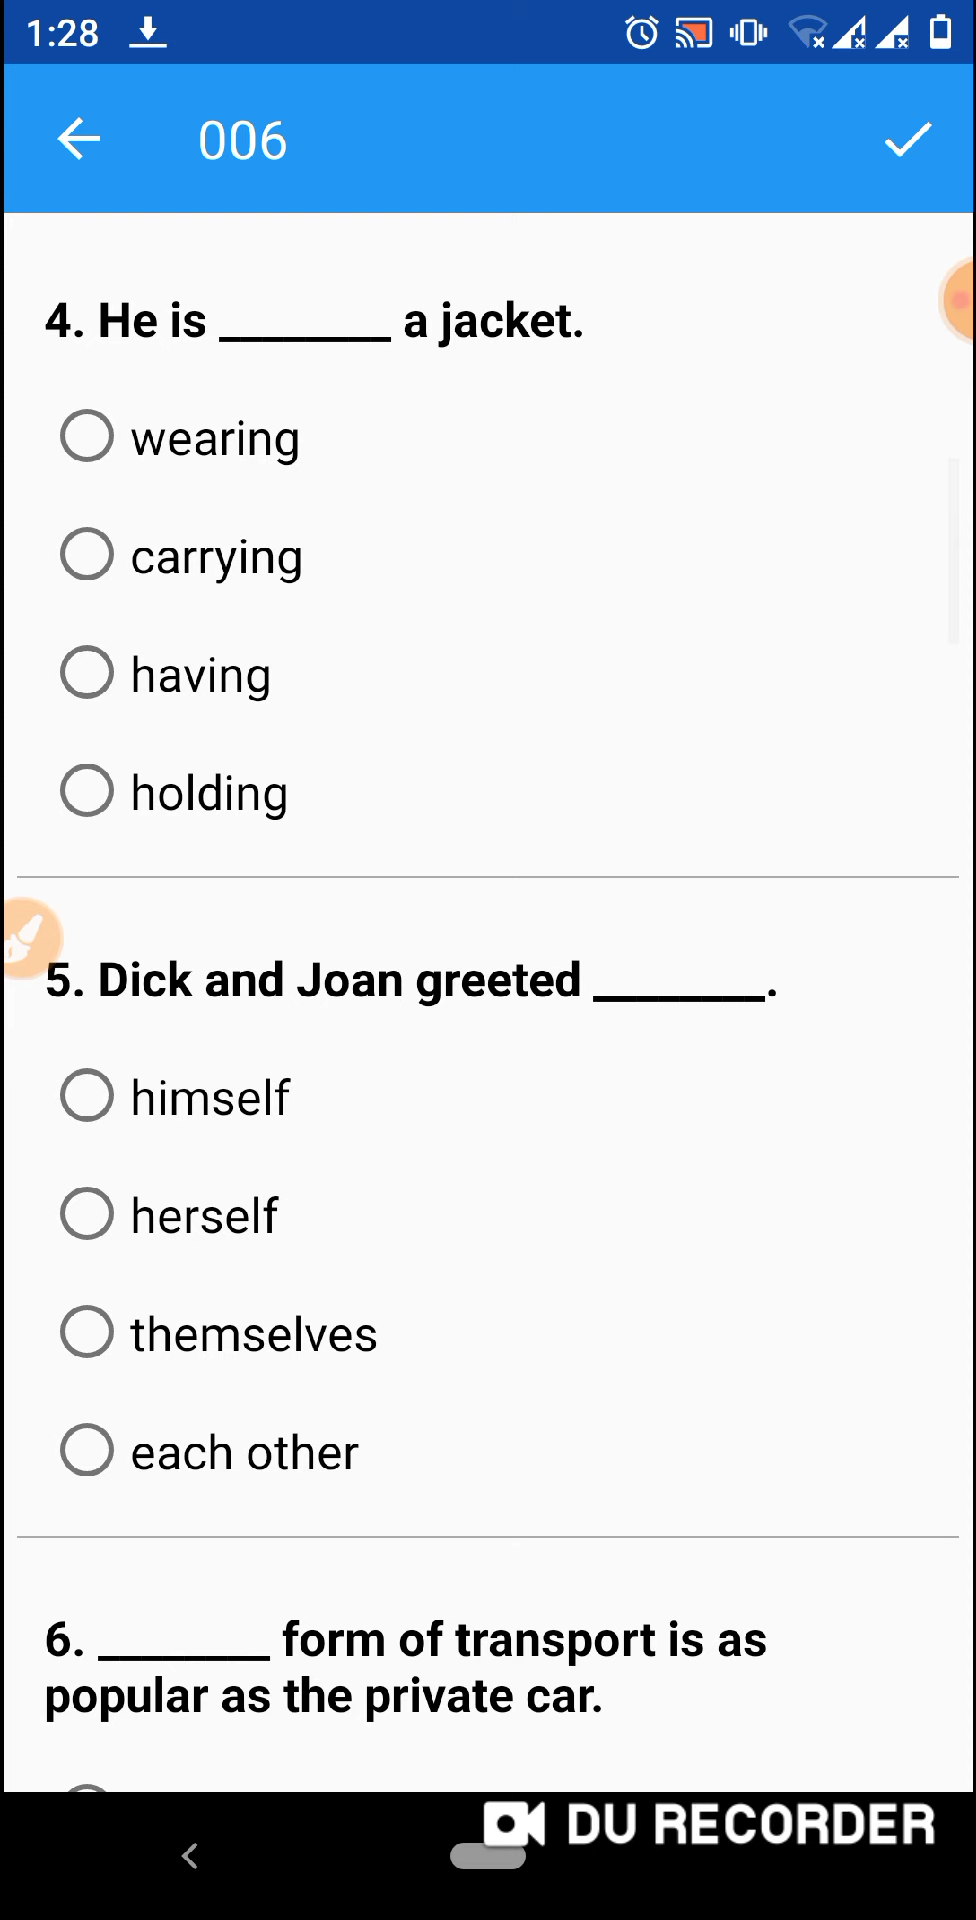 1:28
006
4. He is ________ a jacket.
wearing
carrying
having
holding
5. Dick and Joan greeted ________.
himself
herself
themselves
each other
6. ________ form of transport is as
popular as the private car.
DU RECORDER